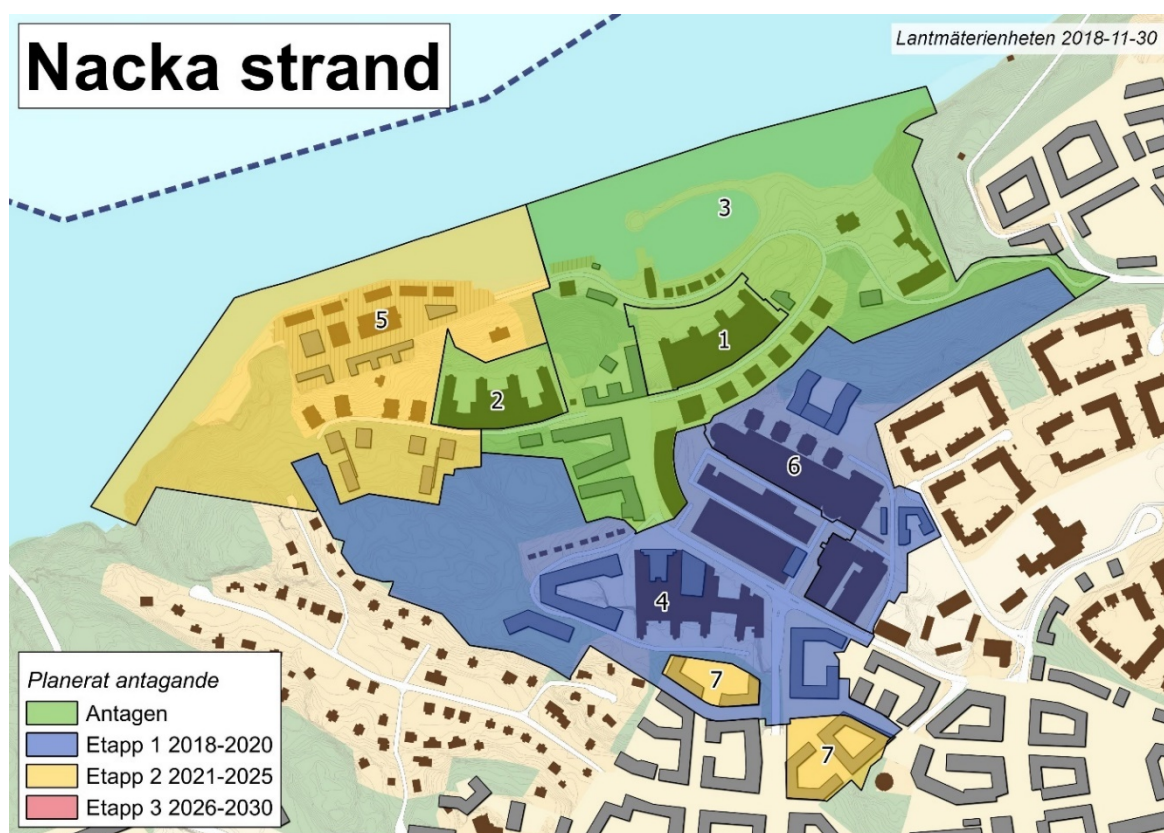 Nacka strand
Lantmäterienheten 2018-11-30
3
5
1
2
6
4
7
7
Planerat antagande
Antagen
Etapp 1 2018-2020
Etapp 2 2021-2025
Etapp 3 2026-2030